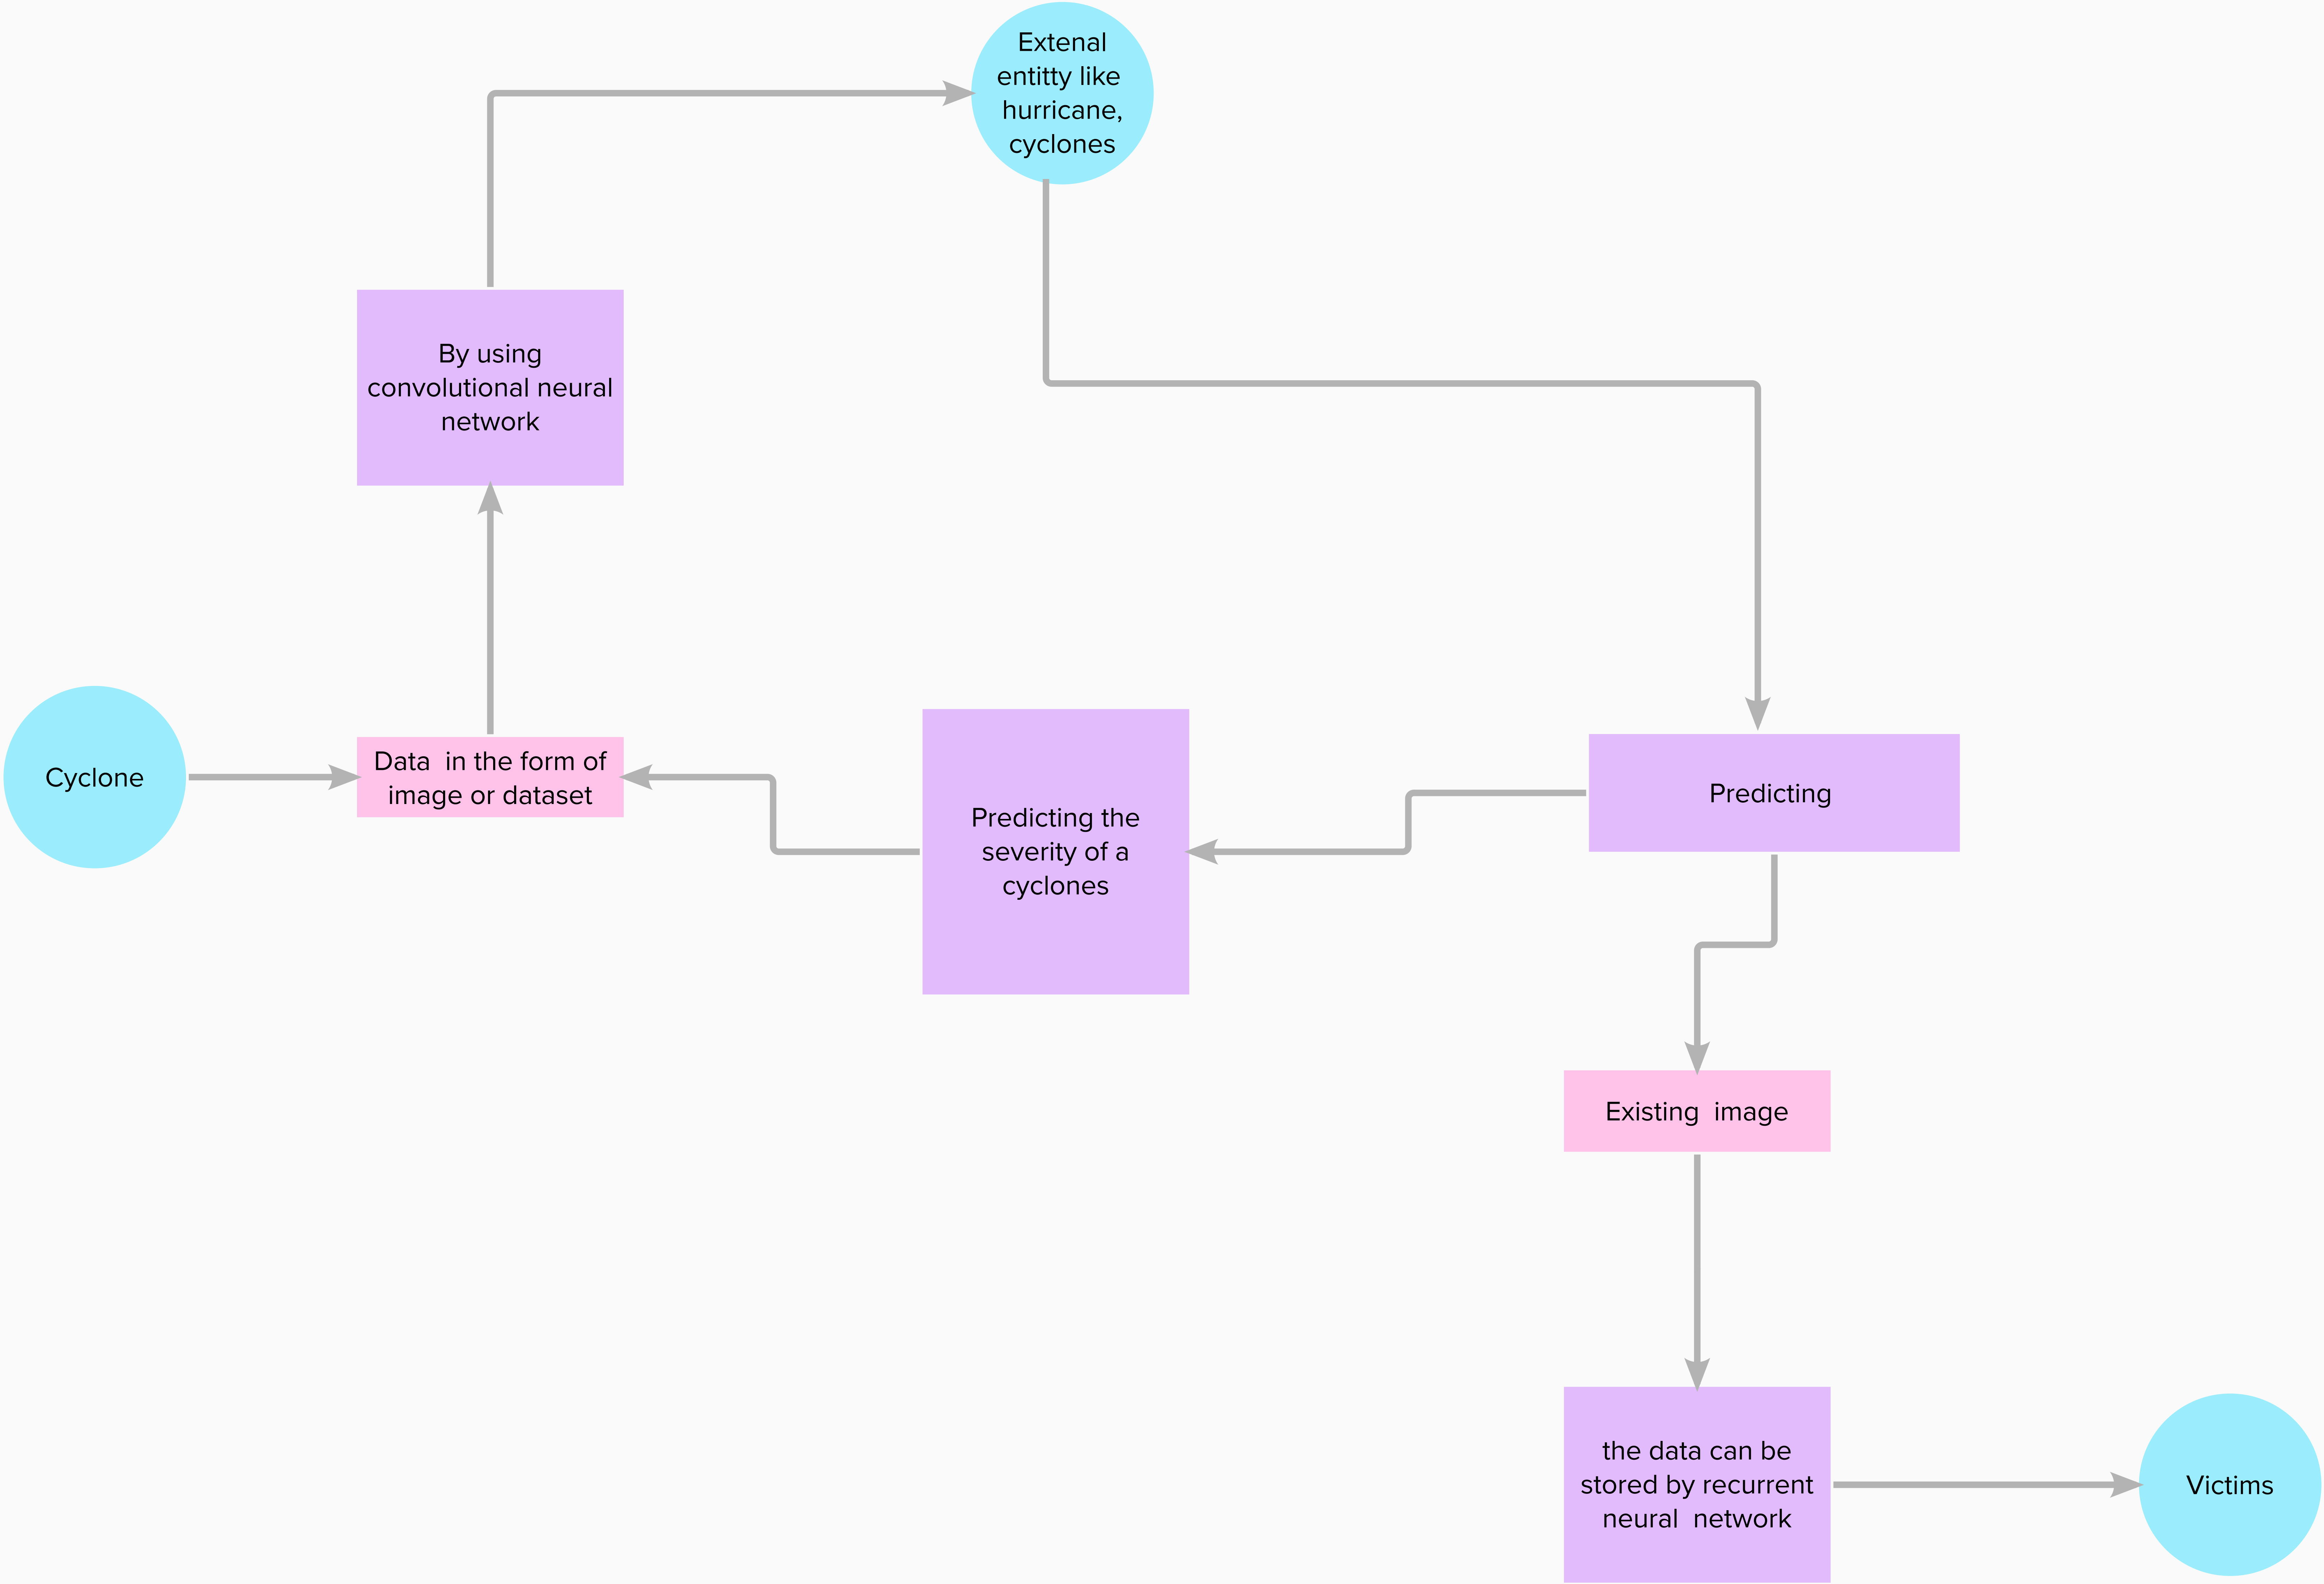 Extenal
entitty like
hurricane,
cyclones
By using
convolutional neural
network
Cyclone
Data  in the form of
image or dataset
Predicting the
severity of a
cyclones
Predicting
Existing  image
the data can be
stored by recurrent
neural  network
Victims